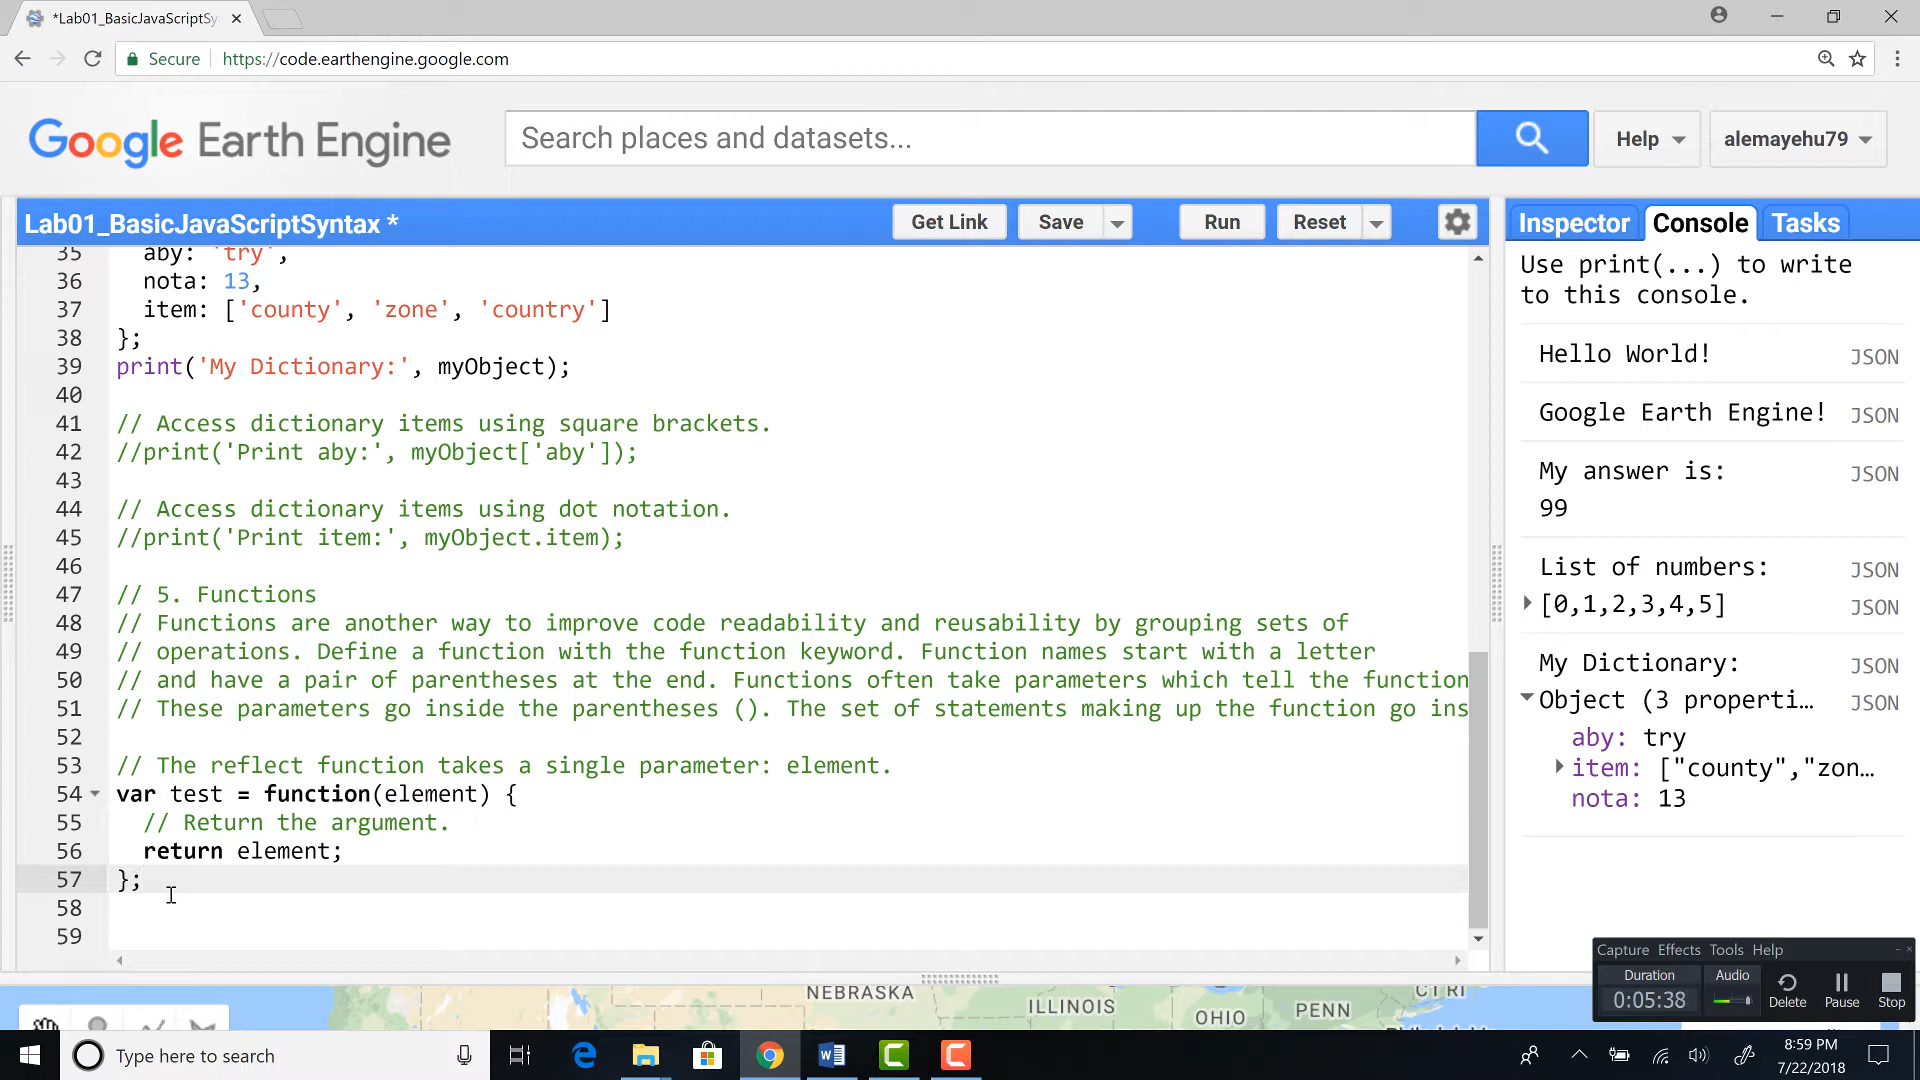 *Lab01_BasicJavaScriptSy
Secure
https://code.earthengine.google.com
Google Earth Engine
Search places and datasets...
Help
alemayehu79
Lab01_BasicJavaScriptSyntax *
Get Link
Save
Run
Reset
Inspector
Console
Tasks
35 aby: 'try',
36 nota: 13,
37 item: ['county', 'zone', 'country']
38 };
39 print('My Dictionary:', myObject);
40
41 // Access dictionary items using square brackets.
42 //print('Print aby:', myObject['aby']);
43
44 // Access dictionary items using dot notation.
45 //print('Print item:', myObject.item);
46
47 // 5. Functions
48 // Functions are another way to improve code readability and reusability by grouping sets of
49 // operations. Define a function with the function keyword. Function names start with a letter
50 // and have a pair of parentheses at the end. Functions often take parameters which tell the function
51 // These parameters go inside the parentheses (). The set of statements making up the function go ins
52
53 // The reflect function takes a single parameter: element.
54 var test = function(element) {
55 // Return the argument.
56 return element;
57 };
58
59
Use print(...) to write
to this console.
Hello World! JSON
Google Earth Engine! JSON
My answer is: JSON
99
List of numbers: JSON
[0,1,2,3,4,5] JSON
My Dictionary: JSON
Object (3 properti... JSON
aby: try
item: ["county","zon...
nota: 13
Capture Effects Tools Help
Duration
Audio
0:05:38
Delete
Pause
Stop
NEBRASKA
ILLINOIS
OHIO
PENN
CT RI
Type here to search
8:59 PM
7/22/2018